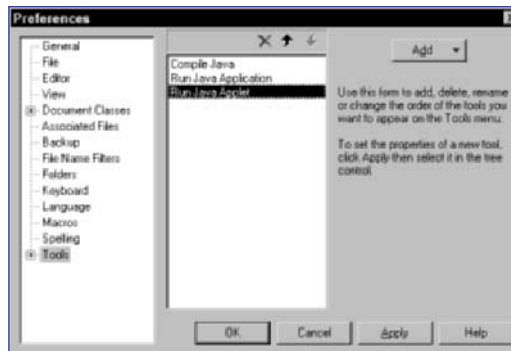 Preferences
General
File
Editor
View
Document Classes
Associated Files
Backup
File Name Filters
Folders
Keyboard
Language
Macros
Spelling
Tools
Compile Java
Run Java Application
Run Java Applet
Add
Use this form to add, delete, rename
or change the order of the tools you
want to appear on the Tools menu.
To set the properties of a new tool,
click Apply then select it in the tree
control.
OK
Cancel
Apply
Help